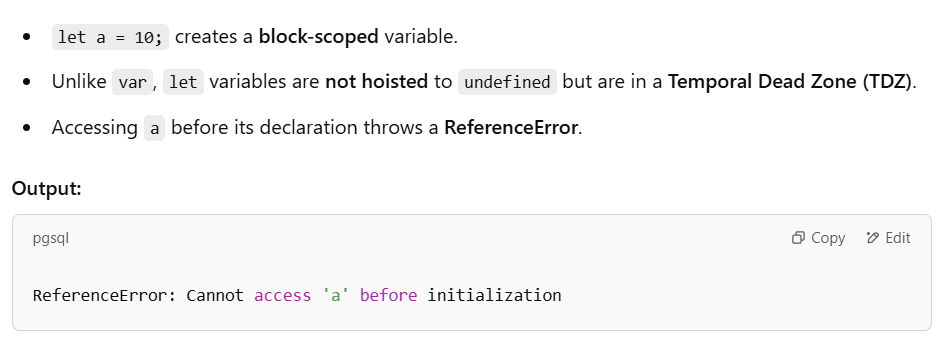 let a = 10; creates a block-scoped variable.
Unlike var, let variables are not hoisted to undefined but are in a Temporal Dead Zone (TDZ).
Accessing a before its declaration throws a ReferenceError.
Output:
pgsql Copy Edit
ReferenceError: Cannot access 'a' before initialization